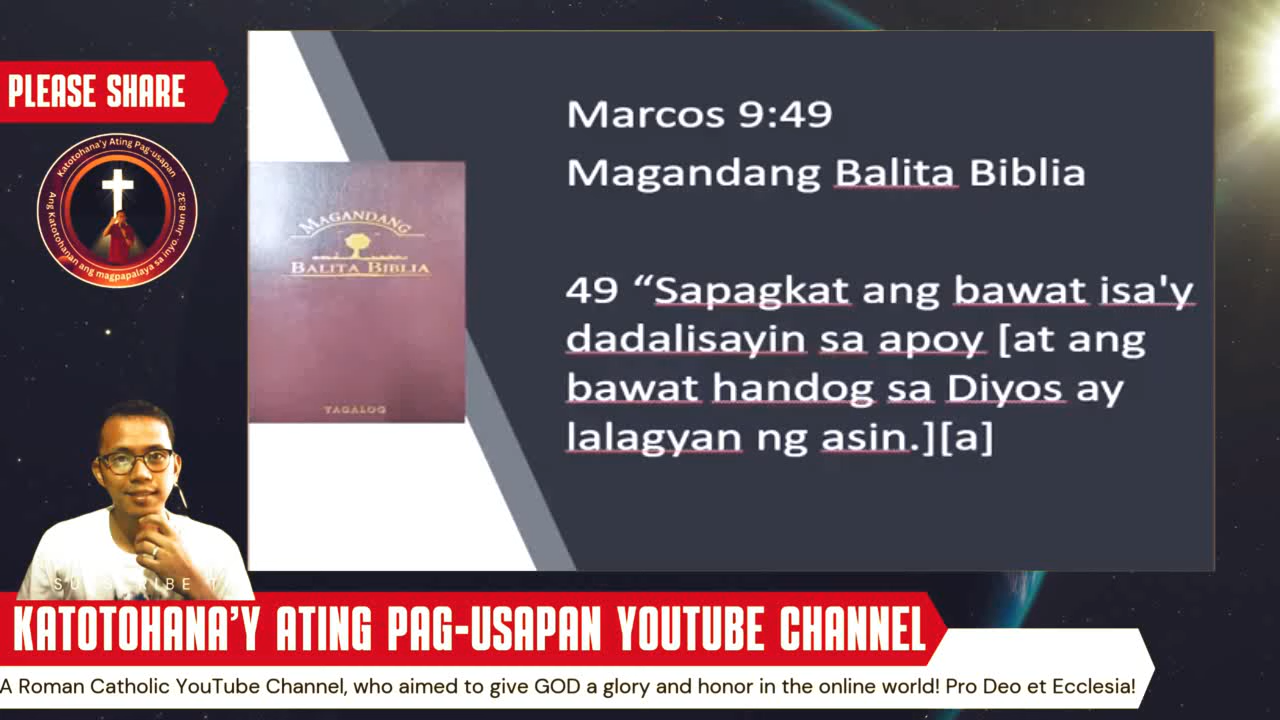 PLEASE SHARE
Katotohana'y Ating Pag-usapan
Ang Katotohanan ang magpapalaya sa inyo. Juan 8:32
Marcos 9:49
Magandang Balita Biblia
MAGANDANG
BALITA BIBLIA
TAGALOG
49 “Sapagkat ang bawat isa'y
dadalisayin sa apoy [at ang
bawat handog sa Diyos ay
lalagyan ng asin.][a]
KATOTOHANA’Y ATING PAG-USAPAN YOUTUBE CHANNEL
A Roman Catholic YouTube Channel, who aimed to give GOD a glory and honor in the online world! Pro Deo et Ecclesia!